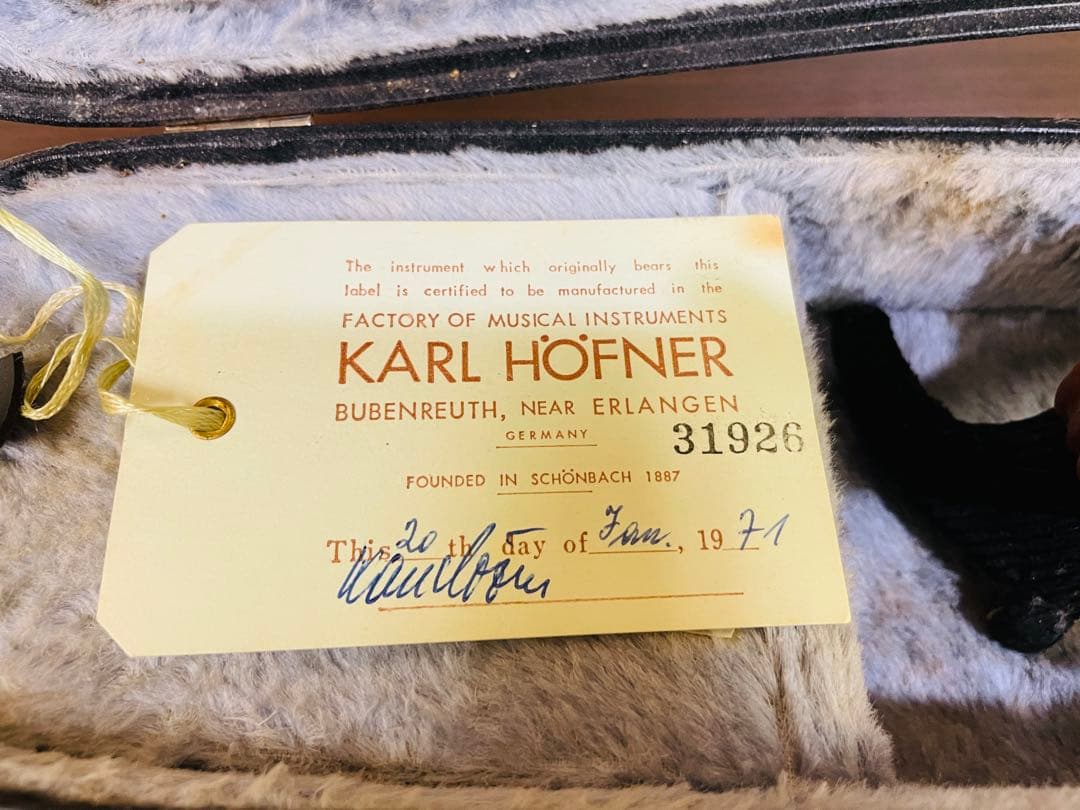 The instrument which originally bears this
label is certified to be manufactured in the
FACTORY OF MUSICAL INSTRUMENTS
KARL HÖFNER
BUBENREUTH, NEAR ERLANGEN
GERMANY
31926
FOUNDED IN SCHÖNBACH 1887
This 20 th day of Jan., 1971